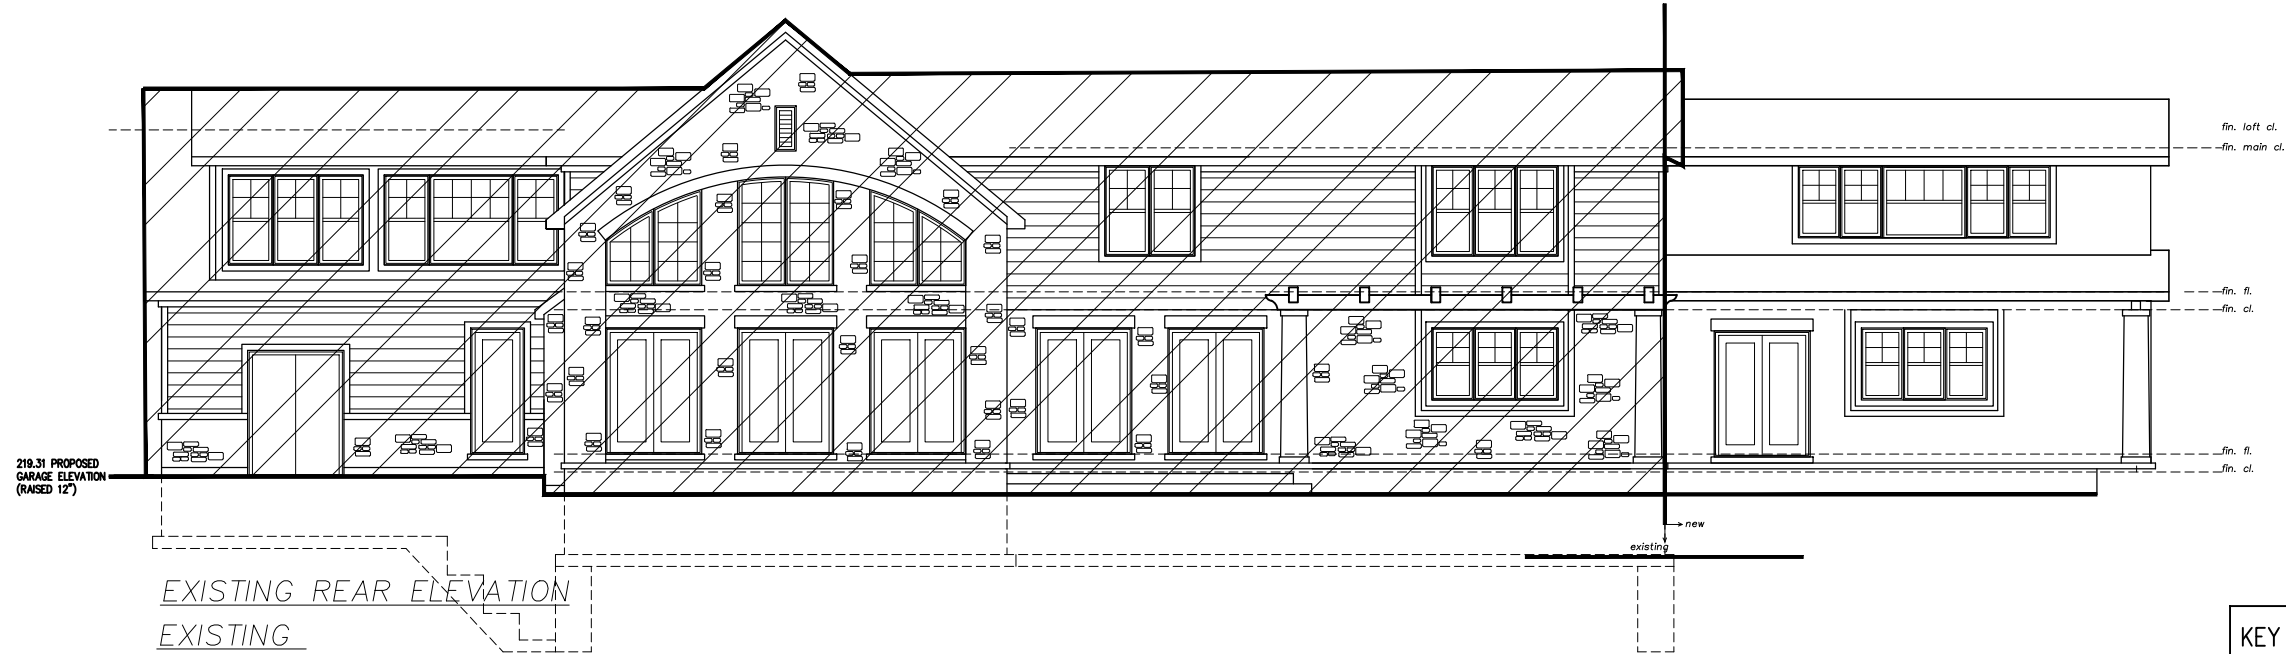 fin. loft cl.
fin. main cl.
fin. fl.
fin. cl.
fin. fl.
fin. cl.
219.31 PROPOSED
GARAGE ELEVATION
(RAISED 12")
new
existing
EXISTING REAR ELEVATION
EXISTING
KEY